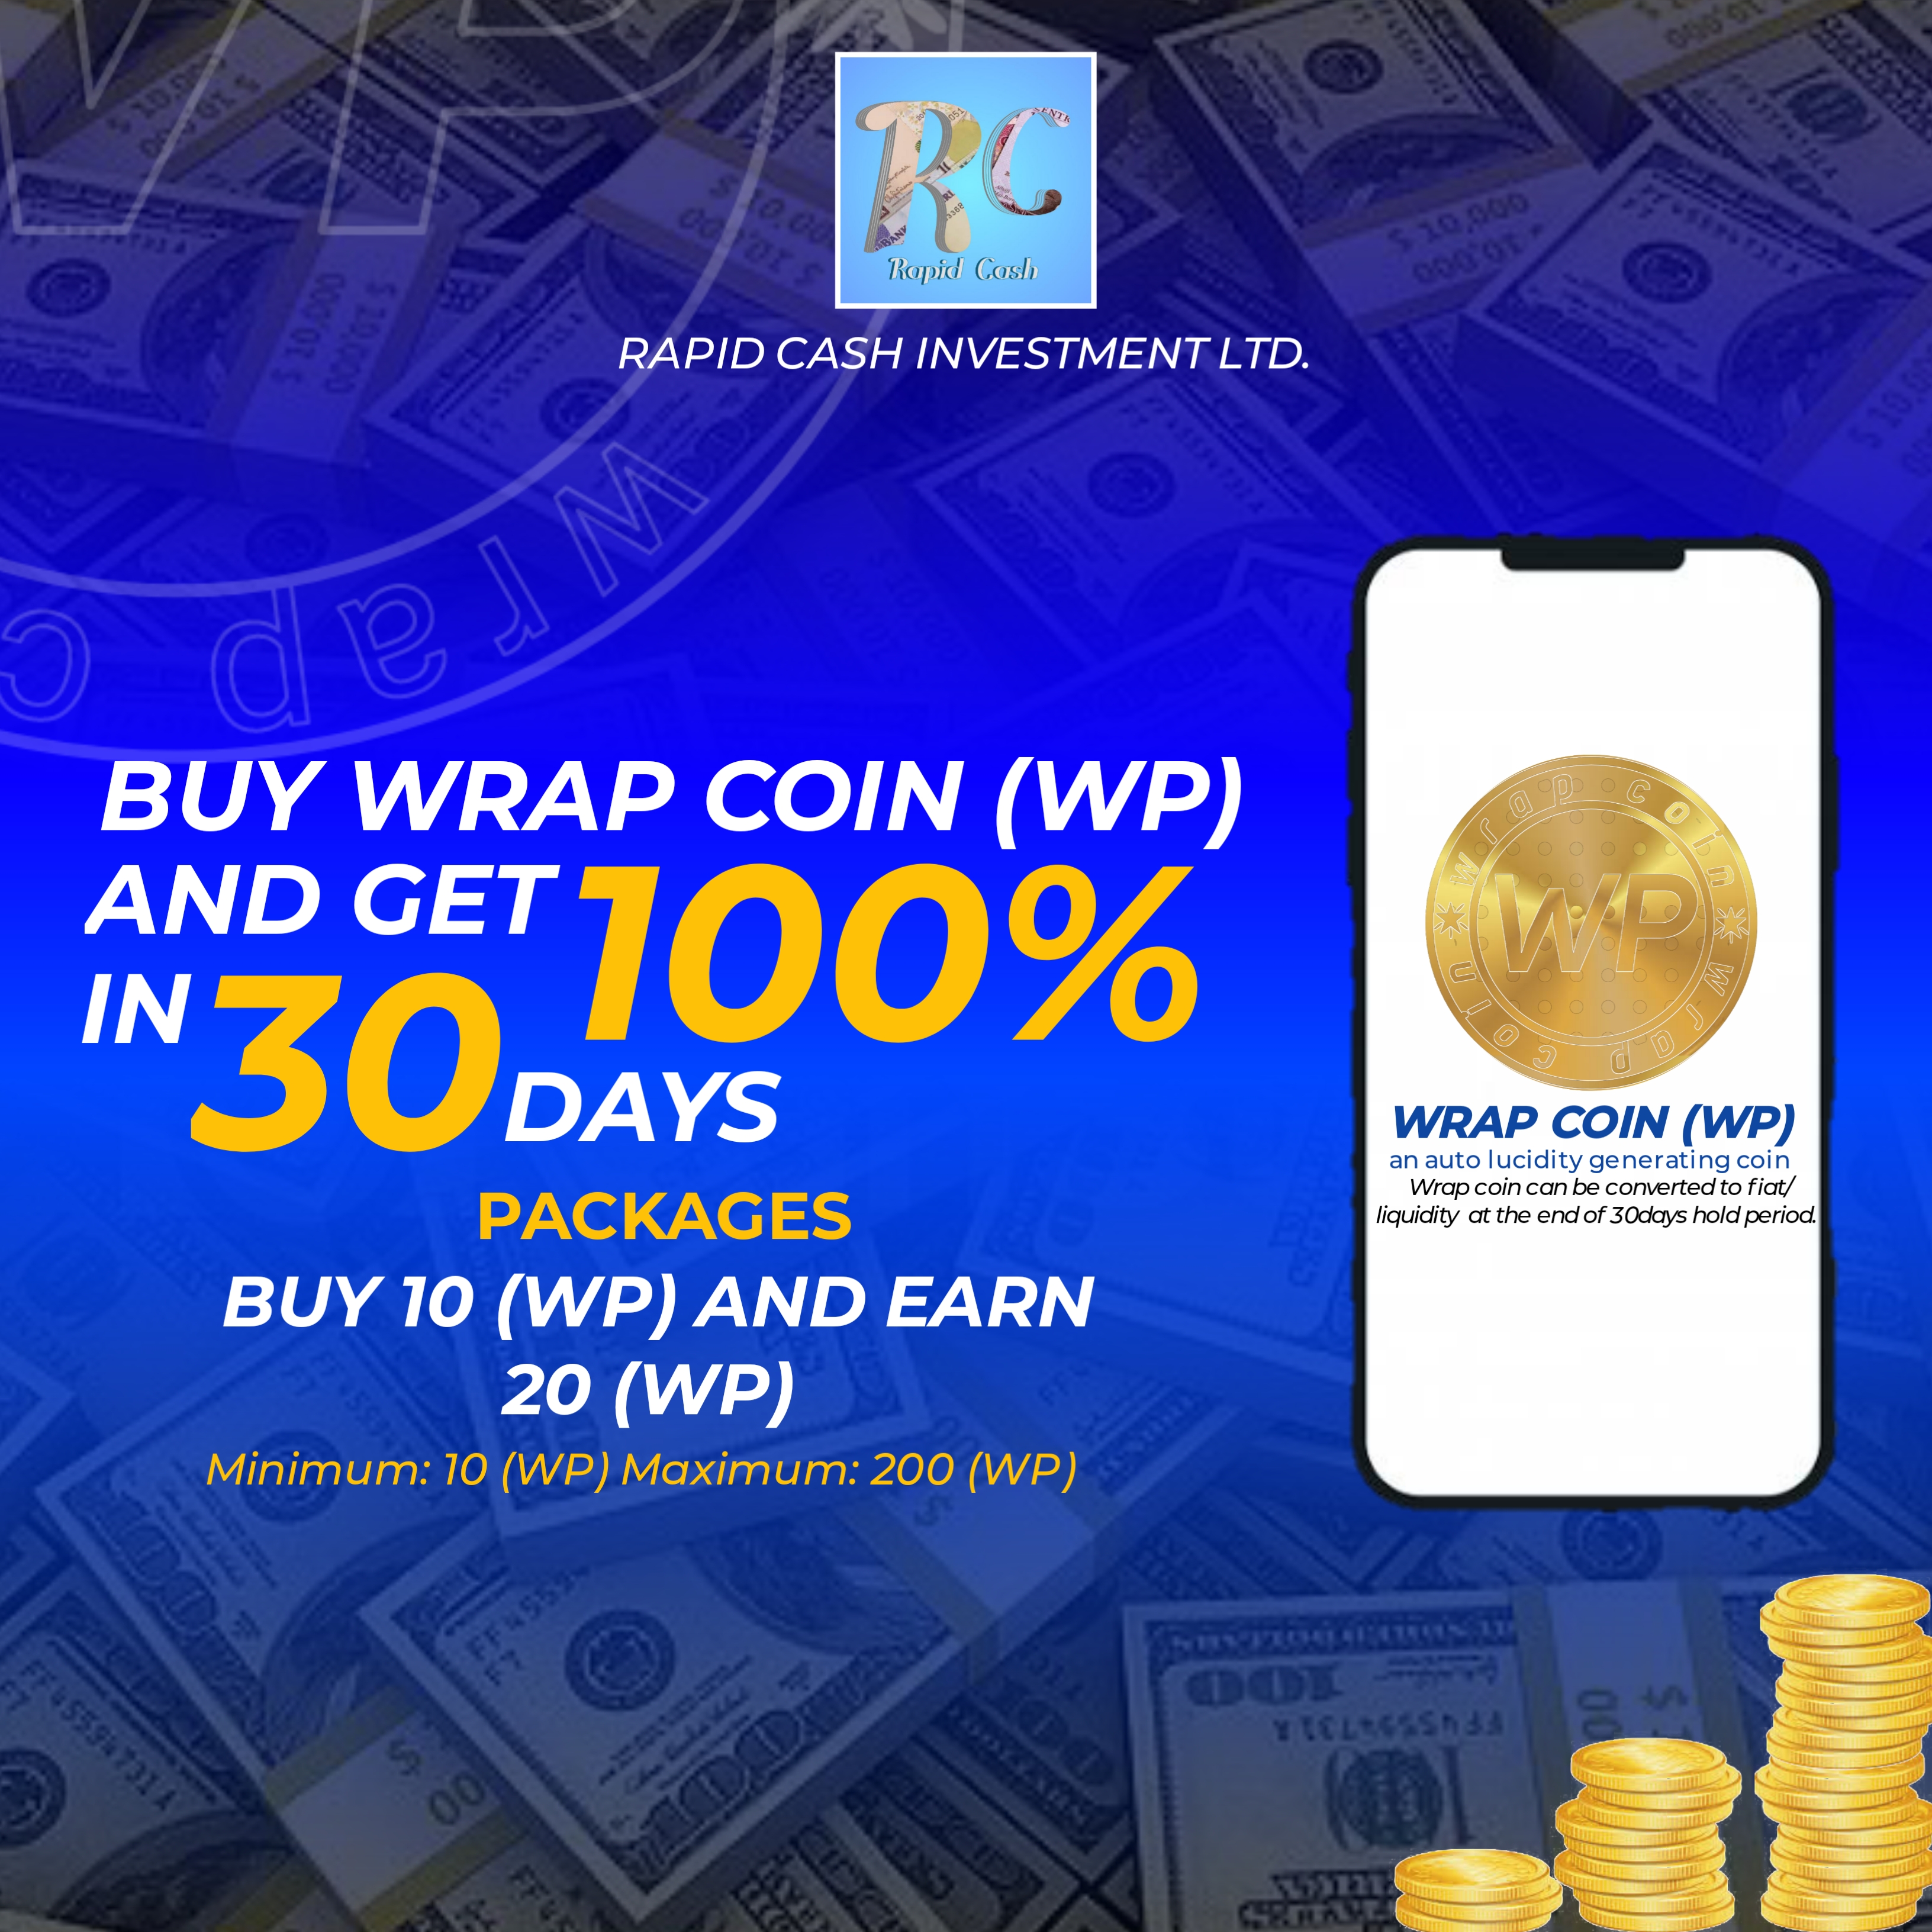 RC
Rapid Cash
RAPID CASH INVESTMENT LTD.
wrap c
BUY WRAP COIN (WP)
AND GET 100%
IN 30 DAYS
PACKAGES
BUY 10 (WP) AND EARN
20 (WP)
Minimum: 10 (WP) Maximum: 200 (WP)
wrap coin
WP
wrap coin
WRAP COIN (WP)
an auto lucidity generating coin
Wrap coin can be converted to fiat/
liquidity at the end of 30days hold period.